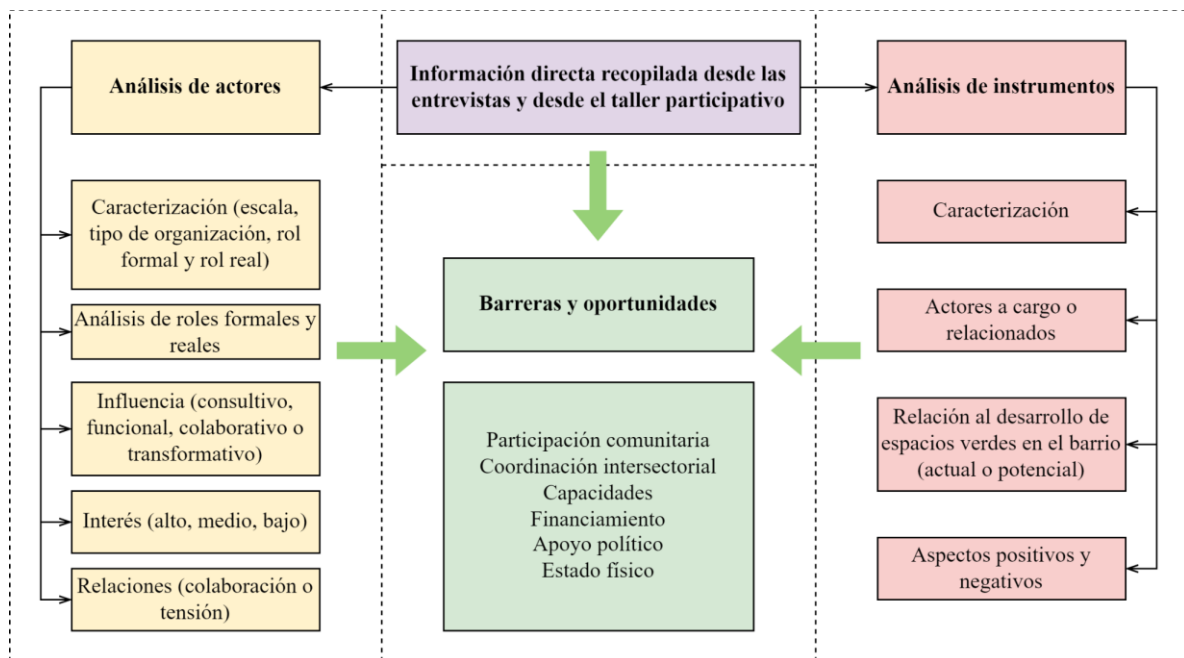 Análisis de actores
Información directa recopilada desde las
entrevistas y desde el taller participativo
Análisis de instrumentos
Caracterización (escala,
tipo de organización, rol
formal y rol real)
Análisis de roles formales y
reales
Influencia (consultivo,
funcional, colaborativo o
transformativo)
Interés (alto, medio, bajo)
Relaciones (colaboración o
tensión)
Barreras y oportunidades
Participación comunitaria
Coordinación intersectorial
Capacidades
Financiamiento
Apoyo político
Estado físico
Caracterización
Actores a cargo o
relacionados
Relación al desarrollo de
espacios verdes en el barrio
(actual o potencial)
Aspectos positivos y
negativos